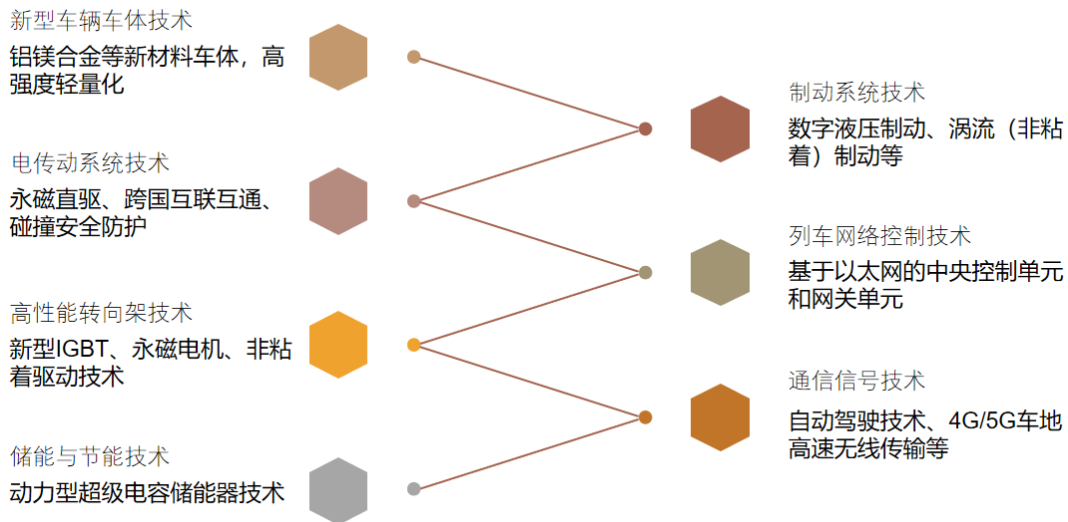 新型车辆车体技术
铝镁合金等新材料车体，高
强度轻量化
制动系统技术
数字液压制动、涡流（非粘
着）制动等
电传动系统技术
永磁直驱、跨国互联互通、
碰撞安全防护
列车网络控制技术
基于以太网的中央控制单元
和网关单元
高性能转向架技术
新型IGBT、永磁电机、非粘
着驱动技术
通信信号技术
自动驾驶技术、4G/5G车地
高速无线传输等
储能与节能技术
动力型超级电容储能器技术